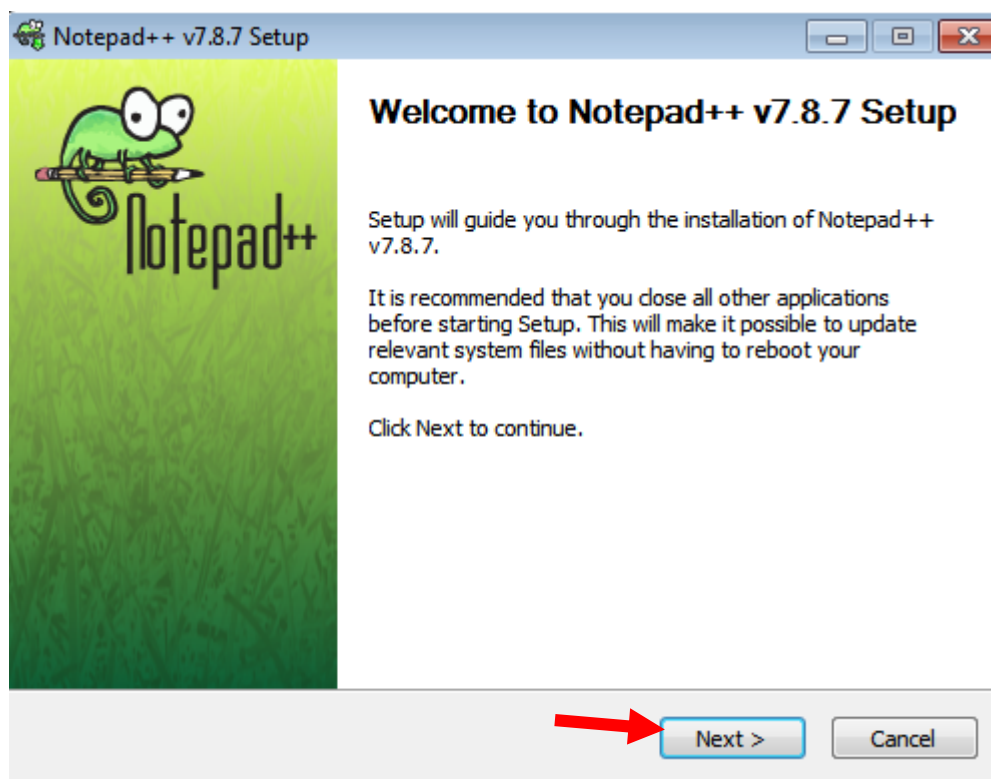 Notepad++ v7.8.7 Setup
Notepad++
Welcome to Notepad++ v7.8.7 Setup
Setup will guide you through the installation of Notepad++
v7.8.7.
It is recommended that you close all other applications
before starting Setup. This will make it possible to update
relevant system files without having to reboot your
computer.
Click Next to continue.
Next >
Cancel